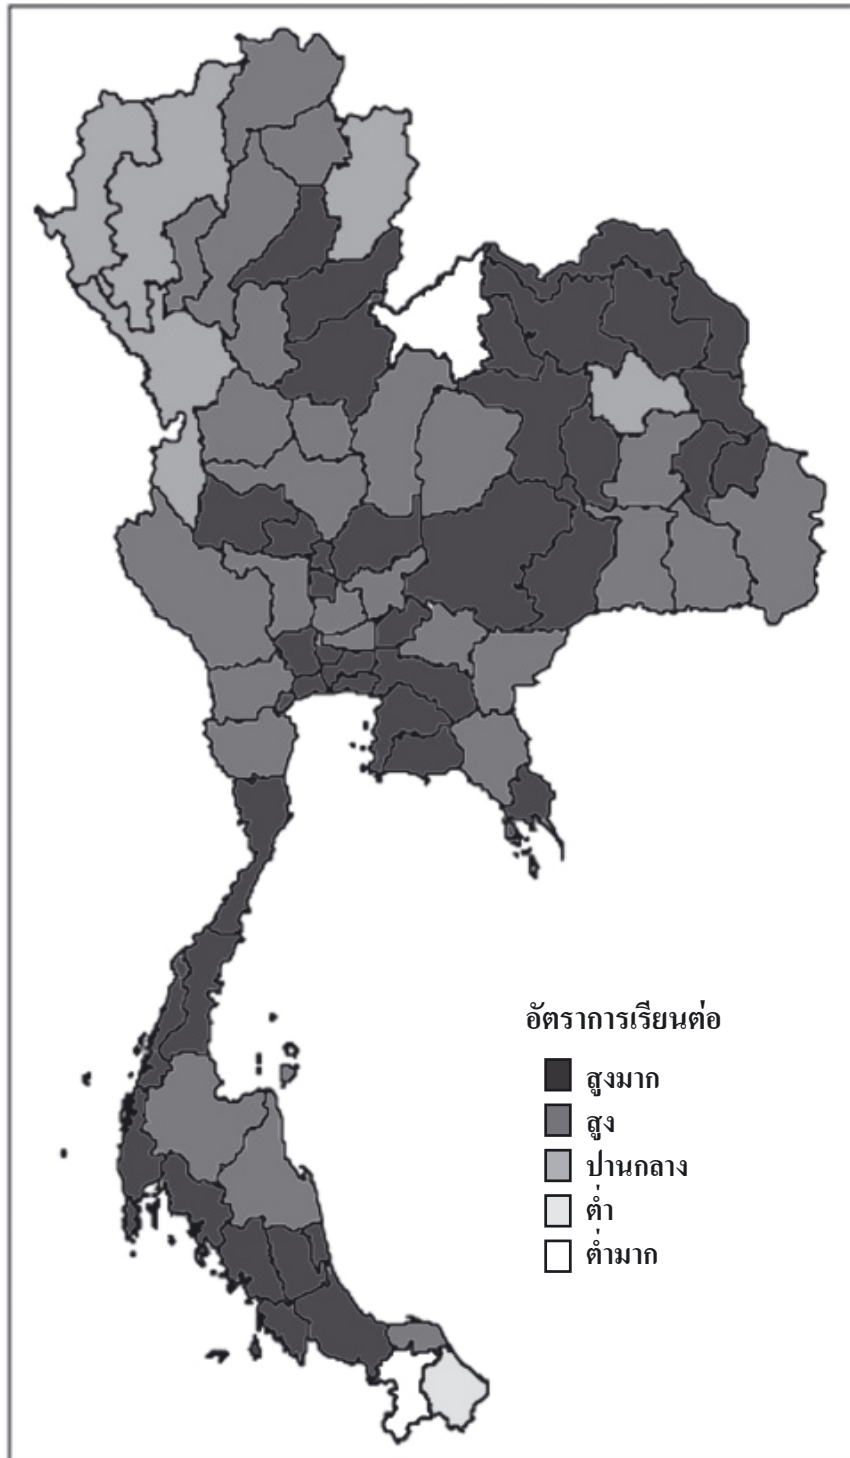 อัตราการเรียนต่อ
สูงมาก
สูง
ปานกลาง
ต่ำ
ต่ำมาก